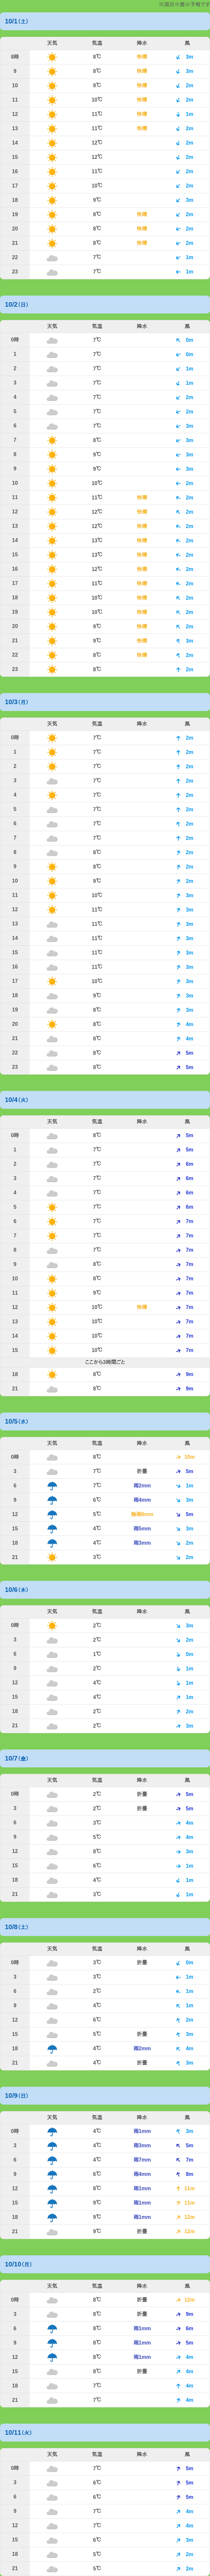 ※風択小屋の予報です
10/1（土）
天気 気温 降水 風
8時 8℃ 快晴 3m
9 8℃ 快晴 3m
10 9℃ 快晴 2m
11 10℃ 快晴 2m
12 11℃ 快晴 1m
13 11℃ 快晴 2m
14 12℃ 2m
15 12℃ 2m
16 11℃ 2m
17 10℃ 2m
18 9℃ 3m
19 8℃ 快晴 2m
20 8℃ 快晴 2m
21 8℃ 快晴 2m
22 7℃ 1m
23 7℃ 1m
10/2（日）
天気 気温 降水 風
0時 7℃ 0m
1 7℃ 0m
2 7℃ 1m
3 7℃ 1m
4 7℃ 2m
5 7℃ 2m
6 7℃ 3m
7 8℃ 3m
8 9℃ 3m
9 9℃ 3m
10 10℃ 2m
11 11℃ 快晴 2m
12 12℃ 快晴 2m
13 12℃ 快晴 2m
14 13℃ 快晴 2m
15 13℃ 快晴 2m
16 12℃ 快晴 2m
17 11℃ 快晴 2m
18 10℃ 快晴 2m
19 10℃ 快晴 2m
20 9℃ 快晴 2m
21 9℃ 快晴 3m
22 8℃ 快晴 2m
23 8℃ 2m
10/3（月）
天気 気温 降水 風
0時 7℃ 2m
1 7℃ 2m
2 7℃ 2m
3 7℃ 2m
4 7℃ 2m
5 7℃ 2m
6 7℃ 2m
7 7℃ 2m
8 8℃ 2m
9 8℃ 2m
10 9℃ 2m
11 10℃ 3m
12 11℃ 3m
13 11℃ 3m
14 11℃ 3m
15 11℃ 3m
16 11℃ 3m
17 10℃ 3m
18 9℃ 3m
19 8℃ 3m
20 8℃ 4m
21 8℃ 4m
22 8℃ 5m
23 8℃ 5m
10/4（火）
天気 気温 降水 風
0時 8℃ 5m
1 7℃ 5m
2 7℃ 6m
3 7℃ 6m
4 7℃ 6m
5 7℃ 6m
6 7℃ 7m
7 7℃ 7m
8 7℃ 7m
9 8℃ 7m
10 8℃ 7m
11 9℃ 7m
12 10℃ 快晴 7m
13 10℃ 7m
14 10℃ 7m
15 10℃ 7m
ここから3時間ごと
18 8℃ 9m
21 8℃ 9m
10/5（水）
天気 気温 降水 風
0時 8℃ 10m
3 7℃ 折畳 5m
6 7℃ 雨2mm 1m
9 6℃ 雨4mm 3m
12 5℃ 強雨8mm 5m
15 4℃ 雨5mm 3m
18 4℃ 雨3mm 2m
21 3℃ 2m
10/6（木）
天気 気温 降水 風
0時 2℃ 3m
3 2℃ 2m
6 1℃ 0m
9 2℃ 1m
12 4℃ 1m
15 4℃ 1m
18 2℃ 2m
21 2℃ 3m
10/7（金）
天気 気温 降水 風
0時 2℃ 折畳 5m
3 2℃ 折畳 5m
6 3℃ 4m
9 5℃ 4m
12 8℃ 3m
15 6℃ 1m
18 4℃ 1m
21 3℃ 1m
10/8（土）
天気 気温 降水 風
0時 3℃ 折畳 0m
3 3℃ 1m
6 2℃ 1m
9 4℃ 1m
12 6℃ 2m
15 5℃ 折畳 3m
18 4℃ 雨2mm 4m
21 4℃ 折畳 3m
10/9（日）
天気 気温 降水 風
0時 4℃ 雨1mm 3m
3 4℃ 雨3mm 5m
6 4℃ 雨7mm 7m
9 6℃ 雨4mm 8m
12 8℃ 雨1mm 11m
15 9℃ 雨1mm 11m
18 9℃ 雨1mm 12m
21 9℃ 折畳 12m
10/10（月）
天気 気温 降水 風
0時 8℃ 折畳 12m
3 8℃ 折畳 9m
6 8℃ 雨1mm 6m
9 8℃ 雨1mm 5m
12 8℃ 雨1mm 4m
15 8℃ 折畳 4m
18 7℃ 4m
21 7℃ 4m
10/11（火）
天気 気温 降水 風
0時 7℃ 5m
3 6℃ 5m
6 6℃ 5m
9 7℃ 4m
12 7℃ 4m
15 6℃ 3m
18 5℃ 2m
21 5℃ 2m